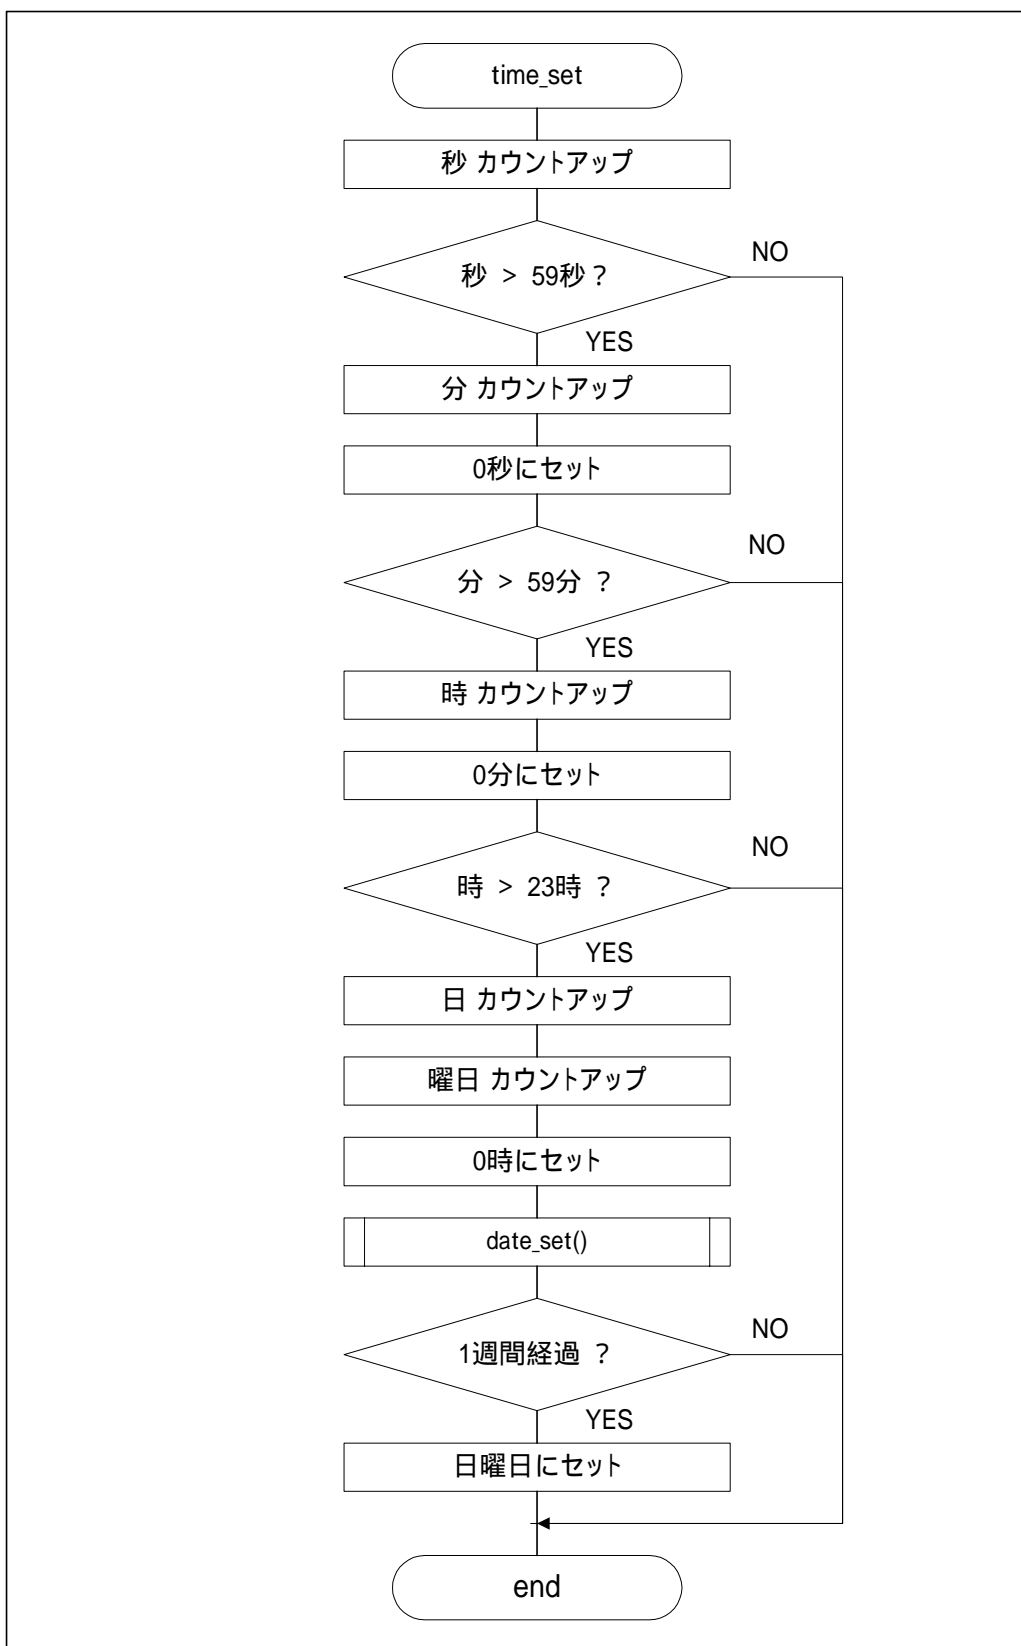 time_set
秒 カウントアップ
秒 > 59秒?
NO
YES
分 カウントアップ
0秒にセット
分 > 59分 ?
NO
YES
時 カウントアップ
0分にセット
時 > 23時 ?
NO
YES
日 カウントアップ
曜日 カウントアップ
0時にセット
date_set()
1週間経過 ?
NO
YES
日曜日にセット
end